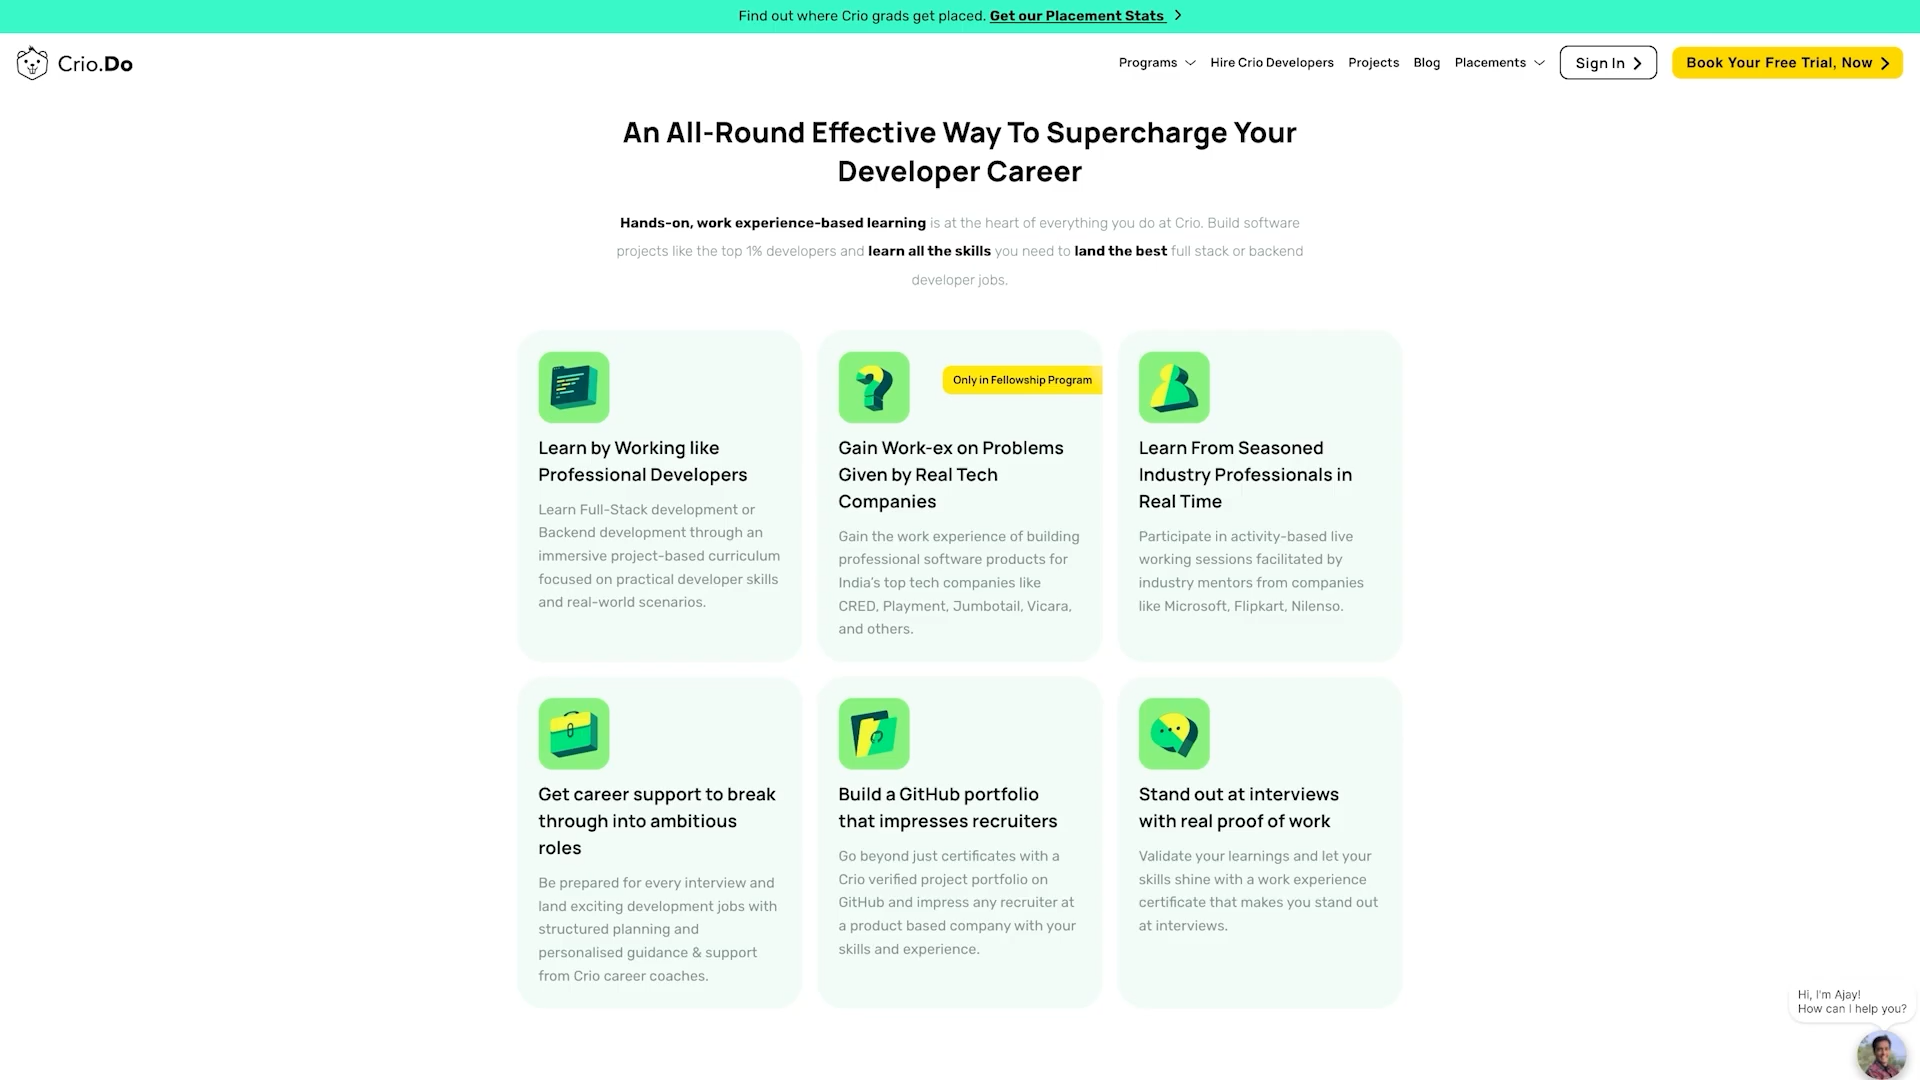 Find out where Crio grads get placed. Get our Placement Stats
Crio.Do
Programs
Hire Crio Developers
Projects
Blog
Placements
Sign In
Book Your Free Trial, Now
An All-Round Effective Way To Supercharge Your
Developer Career
Hands-on, work experience-based learning is at the heart of everything you do at Crio. Build software
projects like the top 1% developers and learn all the skills you need to land the best full stack or backend
developer jobs.
Learn by Working like
Professional Developers
Learn Full-Stack development or
Backend development through an
immersive project-based curriculum
focused on practical developer skills
and real-world scenarios.
Only in Fellowship Program
Gain Work-ex on Problems
Given by Real Tech
Companies
Gain the work experience of building
professional software products for
India's top tech companies like
CRED, Playment, Jumbotail, Vicara,
and others.
Learn From Seasoned
Industry Professionals in
Real Time
Participate in activity-based live
working sessions facilitated by
industry mentors from companies
like Microsoft, Flipkart, Nilenso.
Get career support to break
through into ambitious
roles
Be prepared for every interview and
land exciting development jobs with
structured planning and
personalised guidance & support
from Crio career coaches.
Build a GitHub portfolio
that impresses recruiters
Go beyond just certificates with a
Crio verified project portfolio on
GitHub and impress any recruiter at
a product based company with your
skills and experience.
Stand out at interviews
with real proof of work
Validate your learnings and let your
skills shine with a work experience
certificate that makes you stand out
at interviews.
Hi, I'm Ajay!
How can I help you?